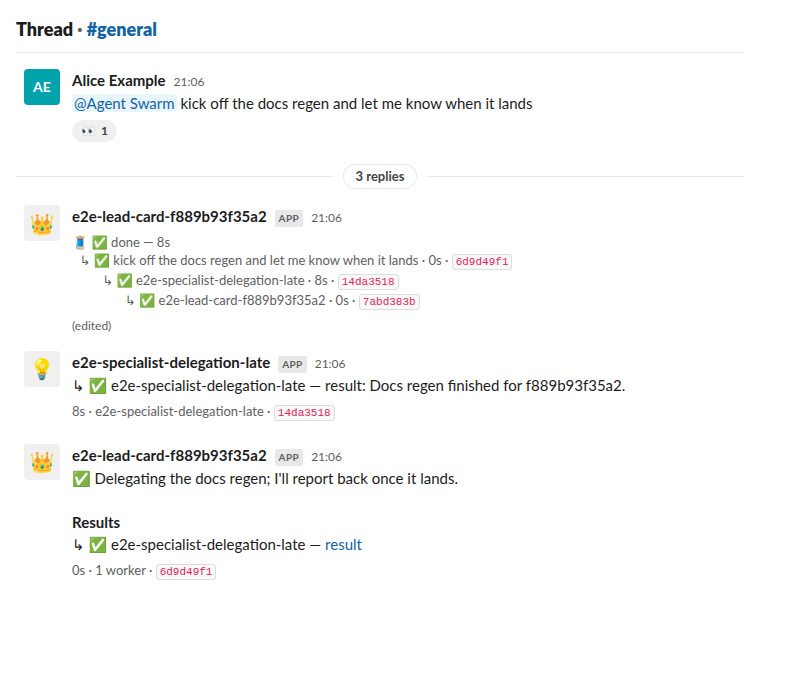 Thread • #general
AE
Alice Example 21:06
@Agent Swarm kick off the docs regen and let me know when it lands
👀 1
3 replies
e2e-lead-card-f889b93f35a2 APP 21:06
🧵 ✅ done — 8s
↳ ✅ kick off the docs regen and let me know when it lands · 0s · 6d9d49f1
↳ ✅ e2e-specialist-delegation-late · 8s · 14da3518
↳ ✅ e2e-lead-card-f889b93f35a2 · 0s · 7abd383b
(edited)
e2e-specialist-delegation-late APP 21:06
↳ ✅ e2e-specialist-delegation-late — result: Docs regen finished for f889b93f35a2.
8s · e2e-specialist-delegation-late · 14da3518
e2e-lead-card-f889b93f35a2 APP 21:06
✅ Delegating the docs regen; I'll report back once it lands.
Results
↳ ✅ e2e-specialist-delegation-late — result
0s · 1 worker · 6d9d49f1